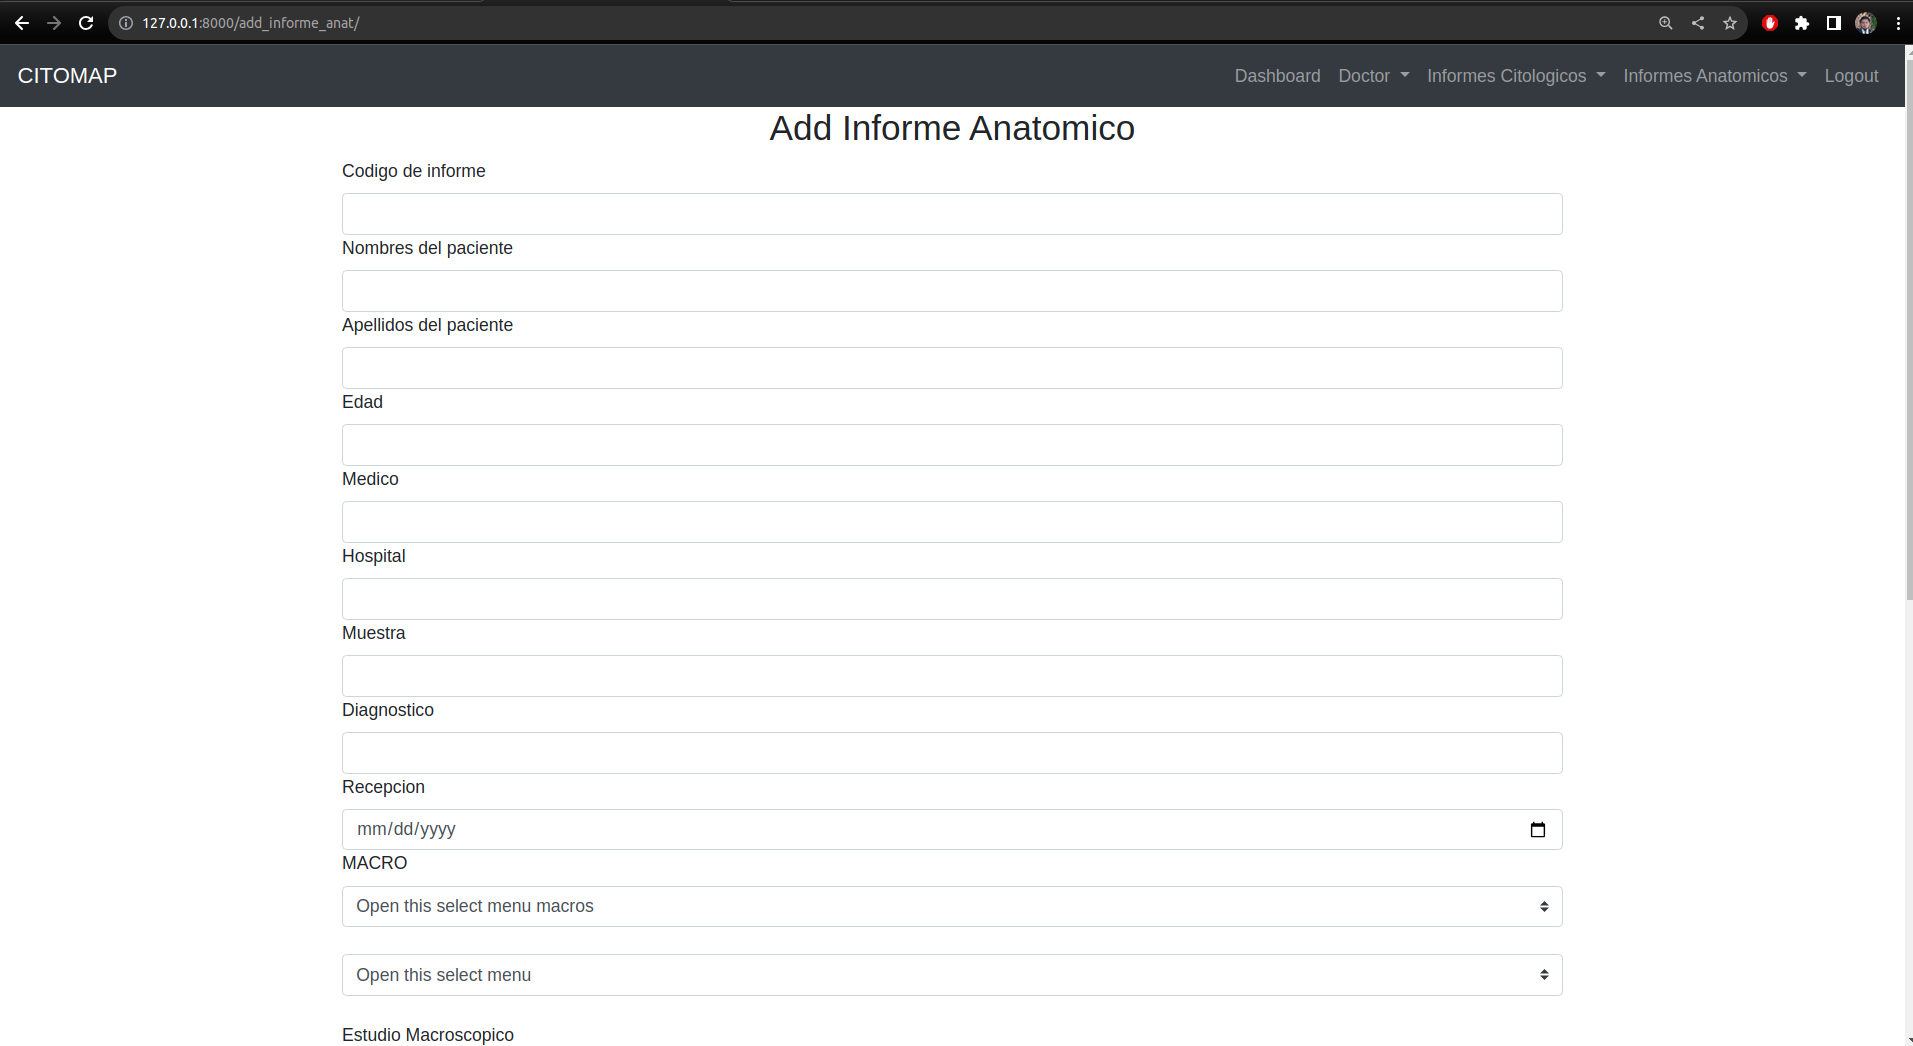 127.0.0.1:8000/add_informe_anat/
CITOMAP
Dashboard Doctor Informes Citologicos Informes Anatomicos Logout
Add Informe Anatomico
Codigo de informe
Nombres del paciente
Apellidos del paciente
Edad
Medico
Hospital
Muestra
Diagnostico
Recepcion
mm/dd/yyyy
MACRO
Open this select menu macros
Open this select menu
Estudio Macroscopico